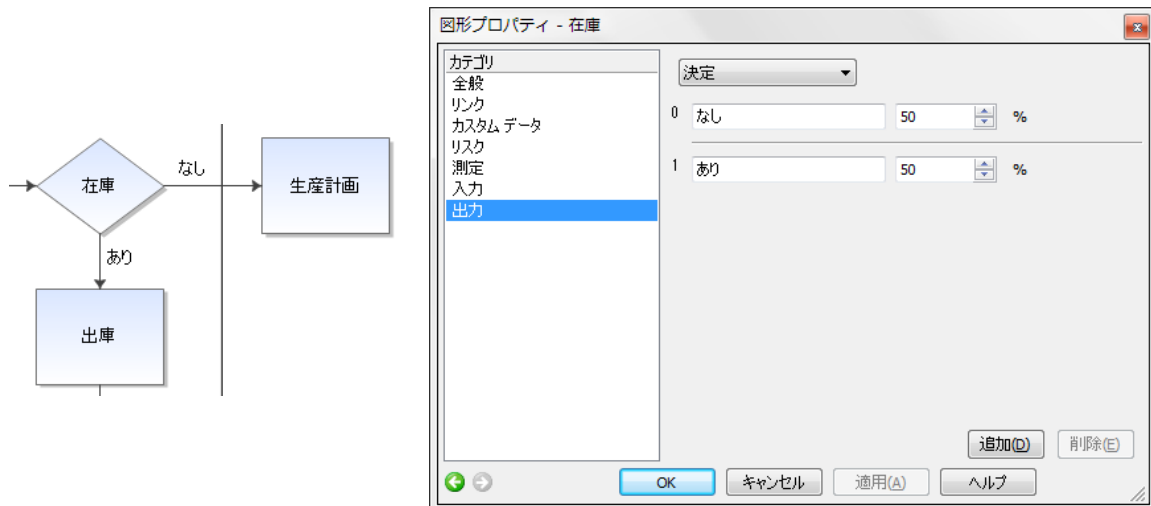 在庫
なし
生産計画
あり
出庫
図形プロパティ - 在庫
カテゴリ
全般
リンク
カスタム データ
リスク
測定
入力
出力
決定
0 なし 50 %
1 あり 50 %
追加(D) 削除(E)
OK キャンセル 適用(A) ヘルプ